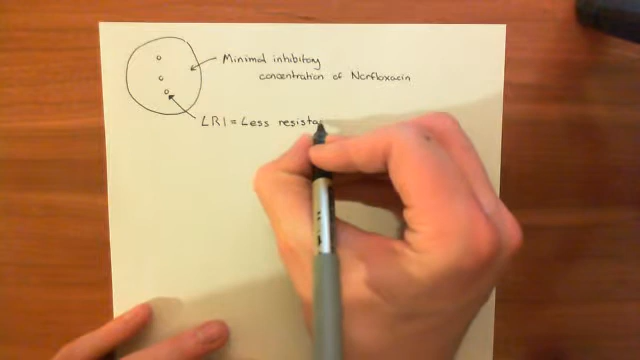 Minimal inhibitory
concentration of Norfloxacin
LRI = Less resista